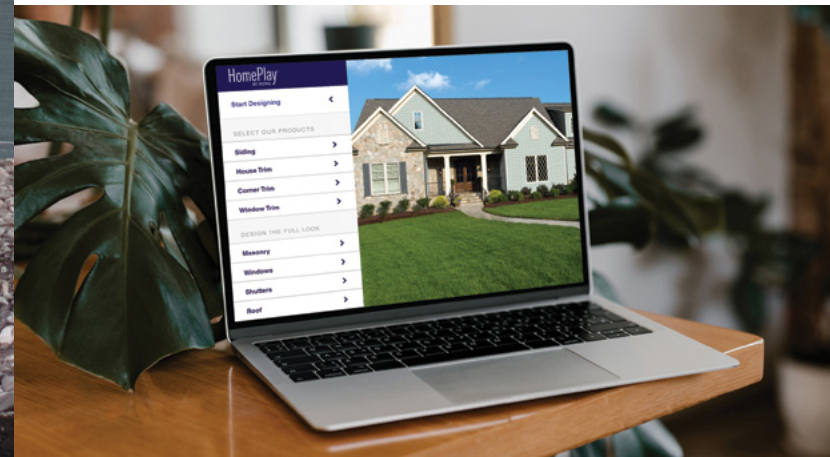 HomePlay
Start Designing
SELECT OUR PRODUCTS
Siding
House Trim
Corner Trim
Window Trim
DESIGN THE FULL LOOK
Masonry
Windows
Shutters
Roof